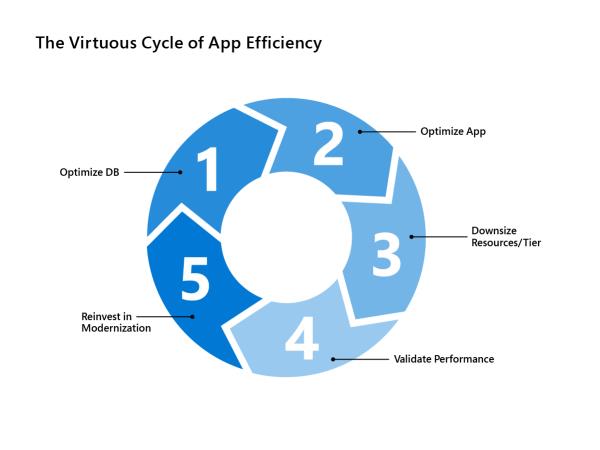 The Virtuous Cycle of App Efficiency
1
Optimize DB
2
Optimize App
3
Downsize
Resources/Tier
4
Validate Performance
5
Reinvest in
Modernization